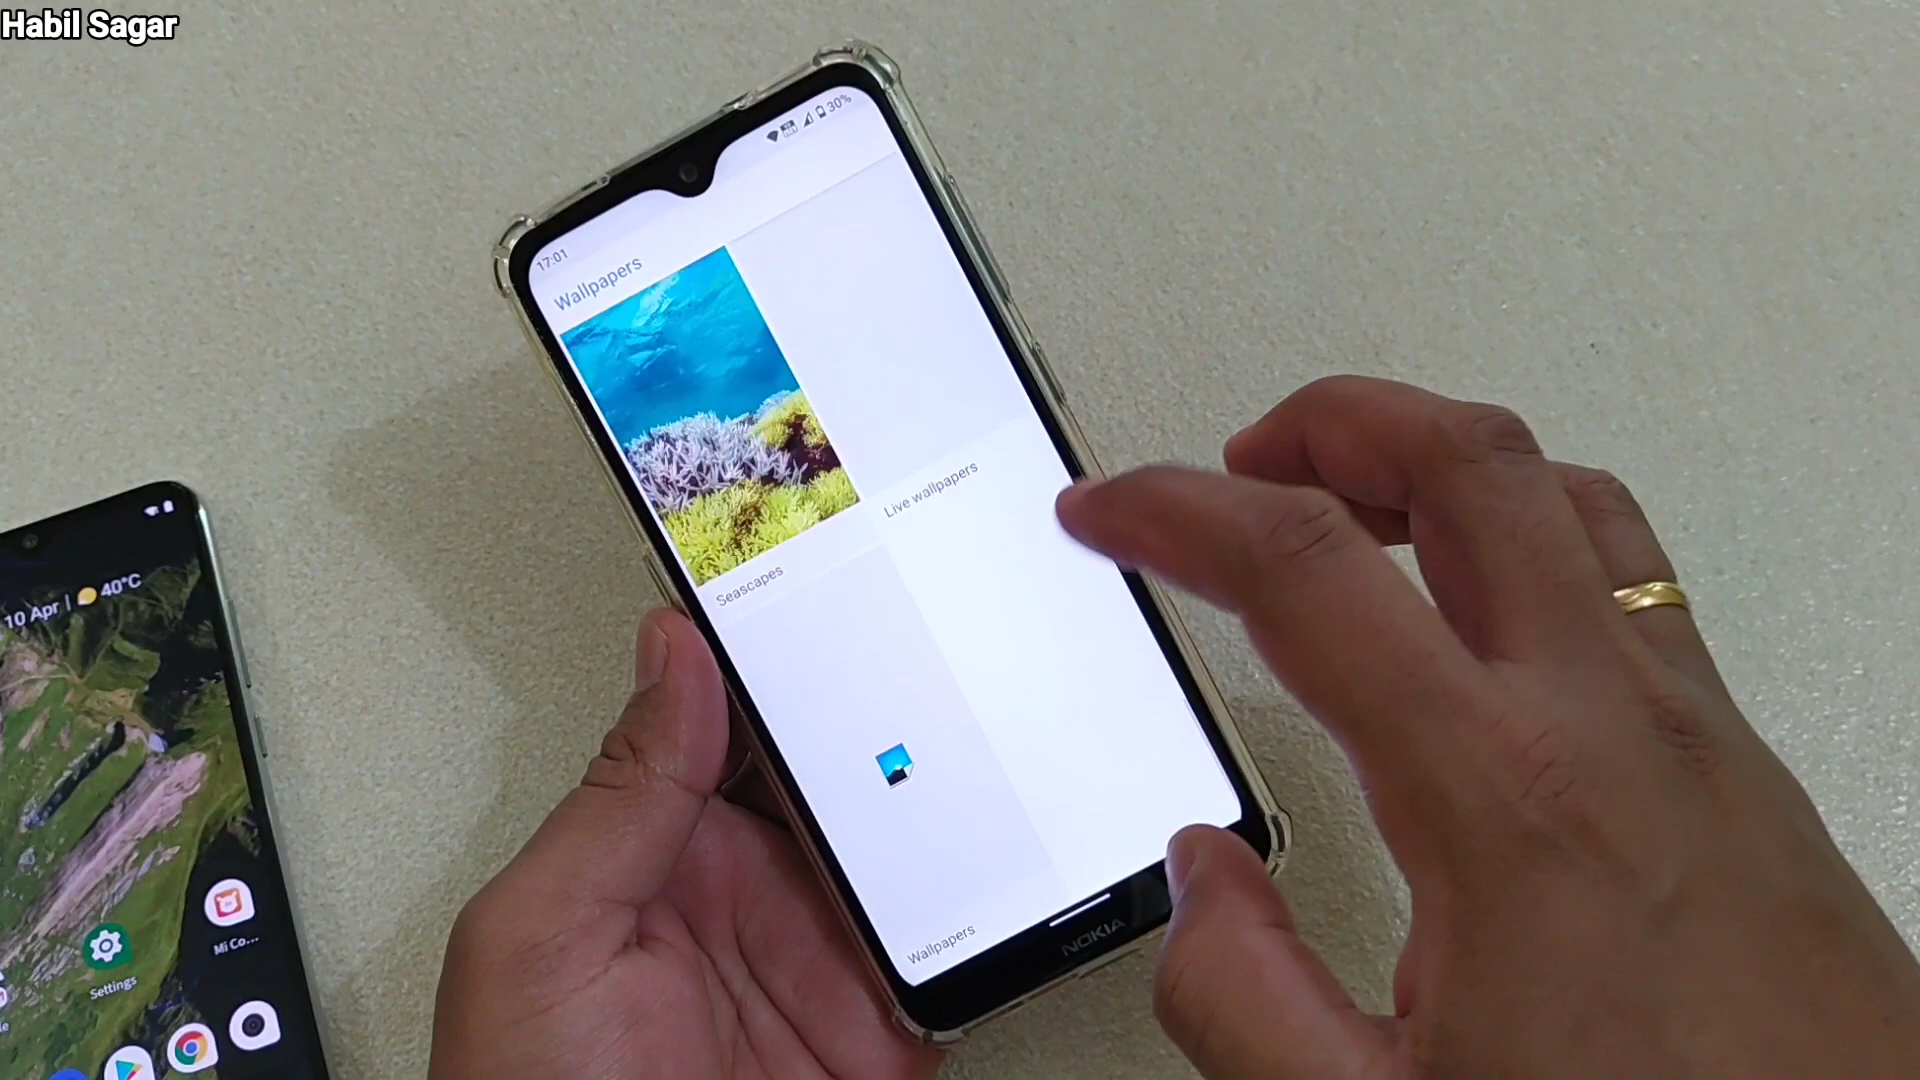 Habil Sagar
30%
17:01
Wallpapers
Live wallpapers
Seascapes
10 Apr | 40°C
Mi Co...
Settings
Wallpapers
NOKIA